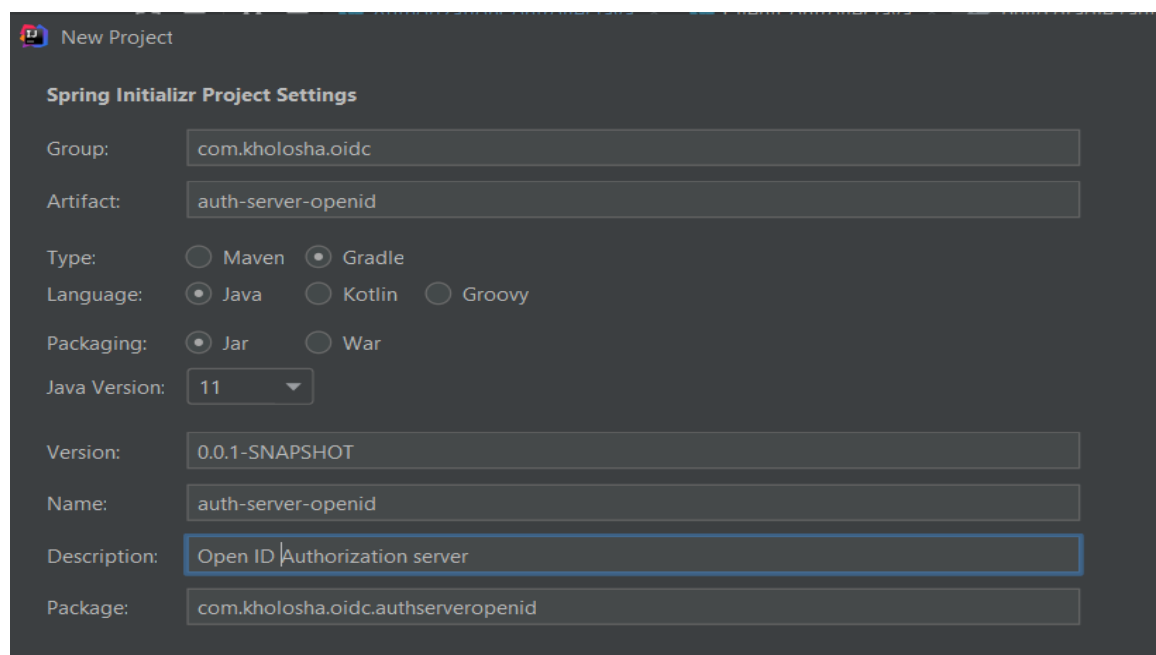 New Project
Spring Initializr Project Settings
Group: com.kholosha.oidc
Artifact: auth-server-openid
Type: Maven Gradle
Language: Java Kotlin Groovy
Packaging: Jar War
Java Version: 11
Version: 0.0.1-SNAPSHOT
Name: auth-server-openid
Description: Open ID Authorization server
Package: com.kholosha.oidc.authserveropenid